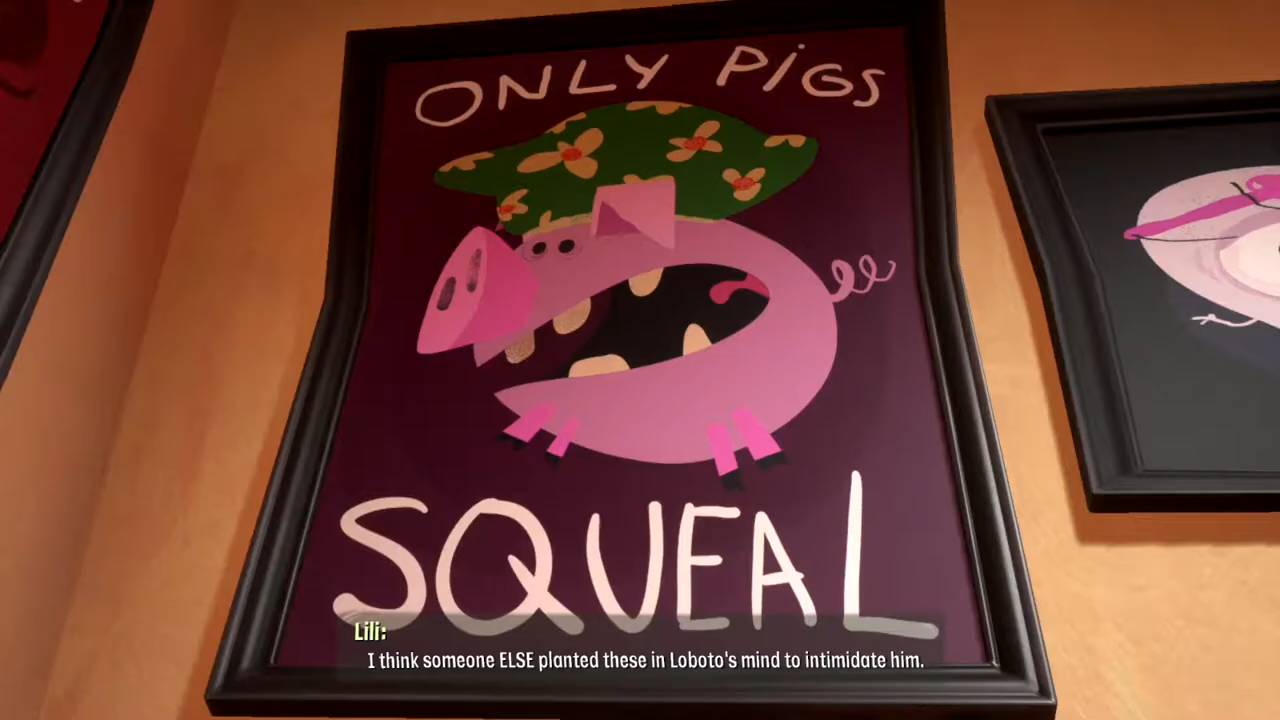 ONLY PiGS
SQUEAL
Lili:
I think someone ELSE planted these in Loboto's mind to intimidate him.